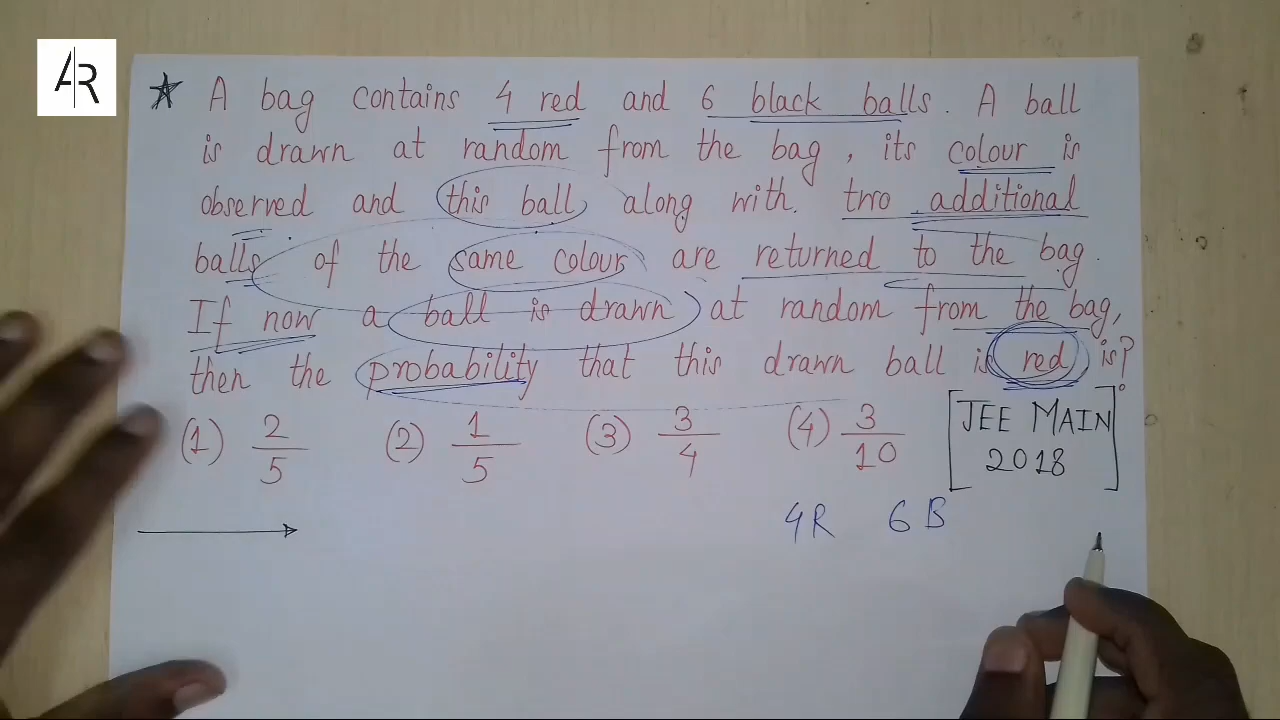 AR
A bag contains 4 red and 6 black balls. A ball
is drawn at random from the bag, its colour is
observed and this ball along with. two additional
balls of the same colour are returned to the bag.
If now a ball is drawn at random from the bag,
then the probability that this drawn ball is red is?
(1) 2/5 (2) 1/5 (3) 3/4 (4) 3/10
[JEE MAIN
2018]
4R 6B